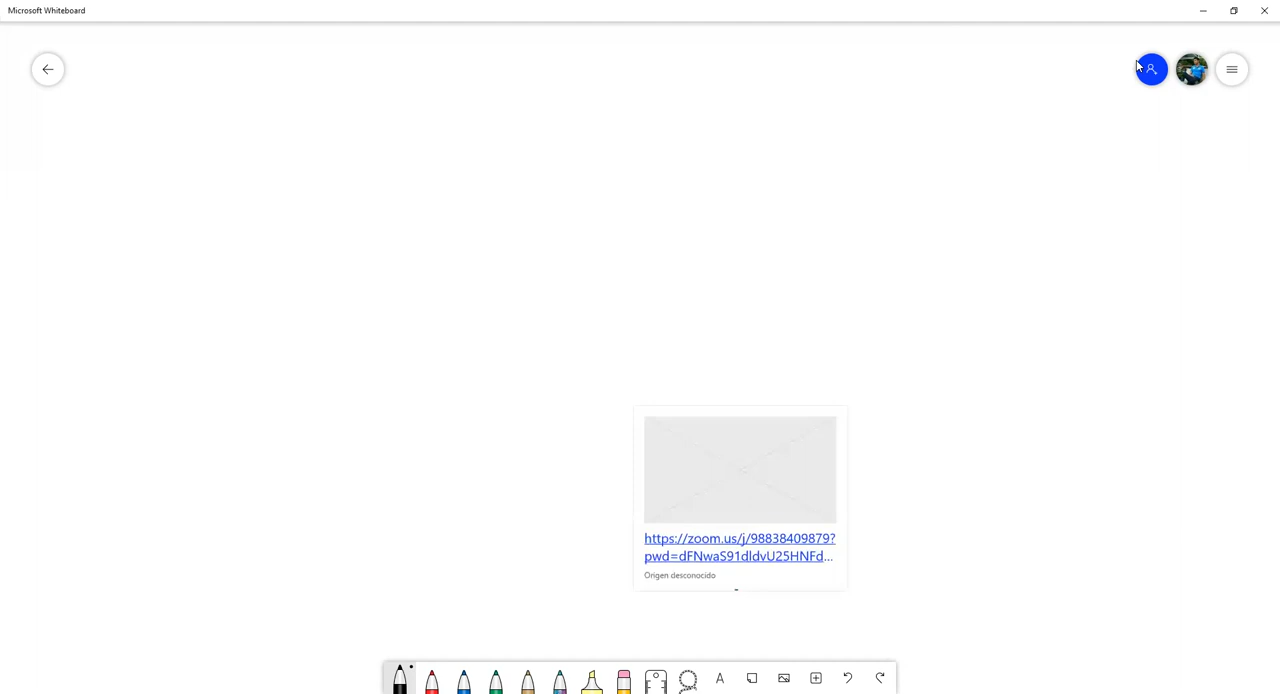 Microsoft Whiteboard
https://zoom.us/j/98838409879?
pwd=dFNwaS91dldvU25HNFd...
Origen desconocido
A